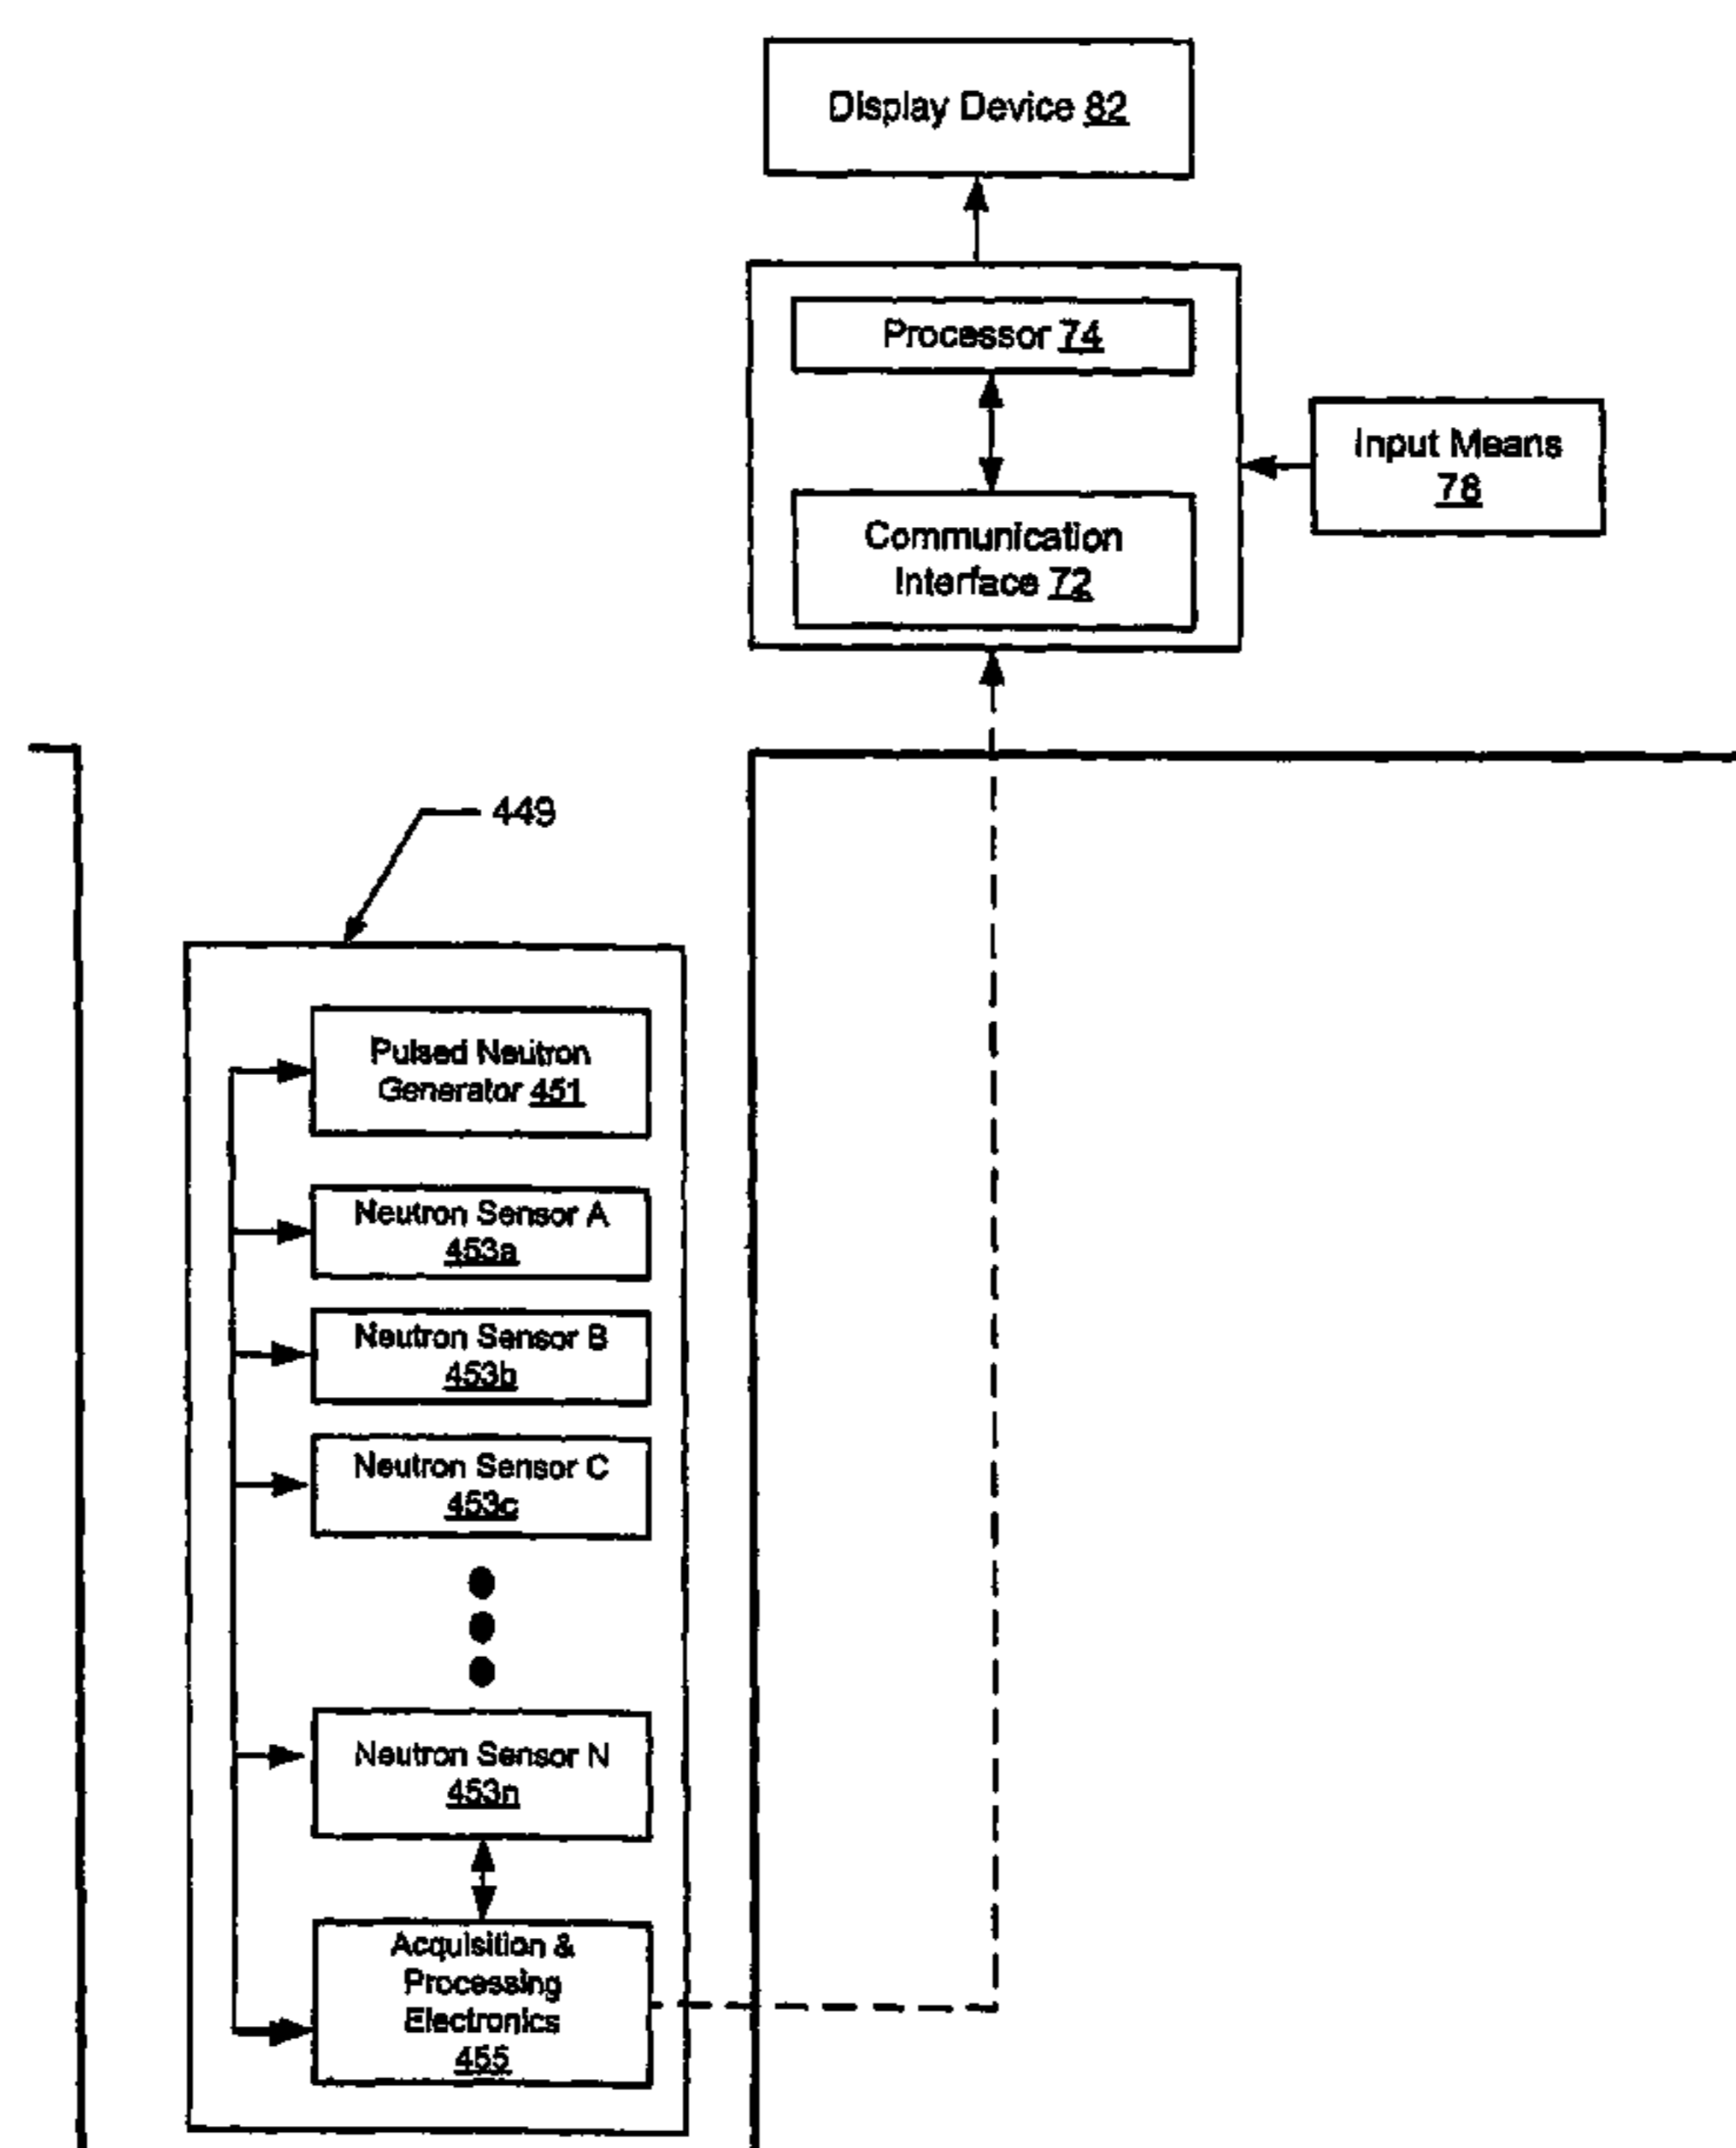 Display Device 82
Processor 74
Input Means
78
Communication
Interface 72
449
Pulsed Neutron
Generator 451
Neutron Sensor A
453a
Neutron Sensor B
453b
Neutron Sensor C
453c
Neutron Sensor N
453n
Acquisition &
Processing
Electronics
455